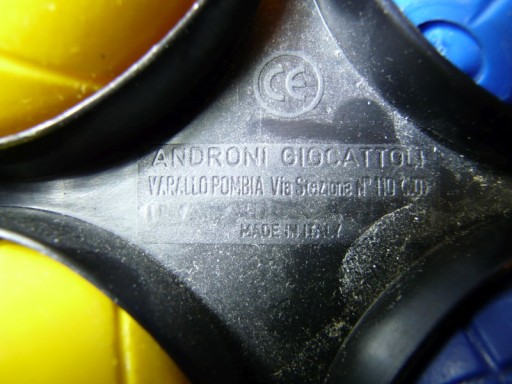 CE
ANDRONI GIOCATTOLI
VARALLO POMBIA Via Stazione N° 110
MADE IN ITALY